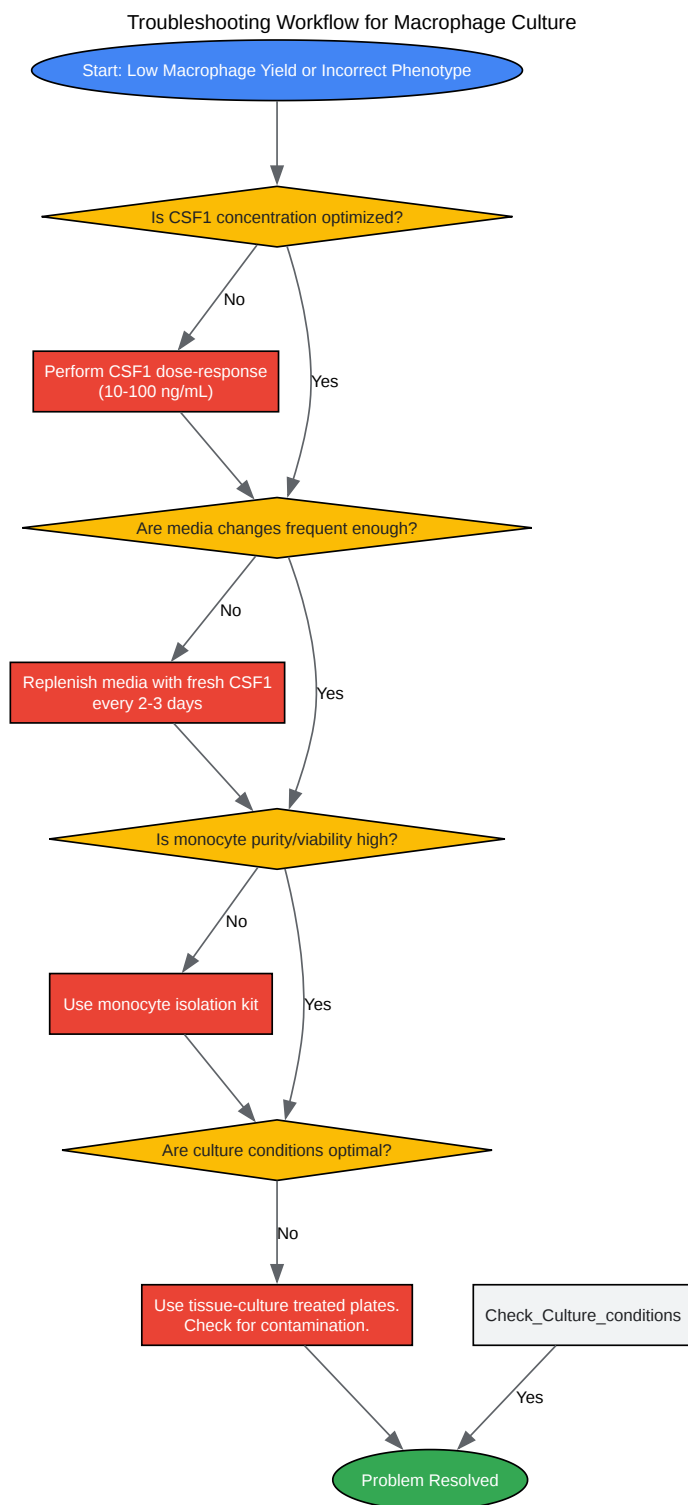 Troubleshooting Workflow for Macrophage Culture
Start: Low Macrophage Yield or Incorrect Phenotype
Is CSF1 concentration optimized?
No
Perform CSF1 dose-response
(10-100 ng/mL)
Yes
Are media changes frequent enough?
No
Replenish media with fresh CSF1
every 2-3 days
Yes
Is monocyte purity/viability high?
No
Use monocyte isolation kit
Yes
Are culture conditions optimal?
No
Use tissue-culture treated plates.
Check for contamination.
Check_Culture_conditions
Yes
Problem Resolved